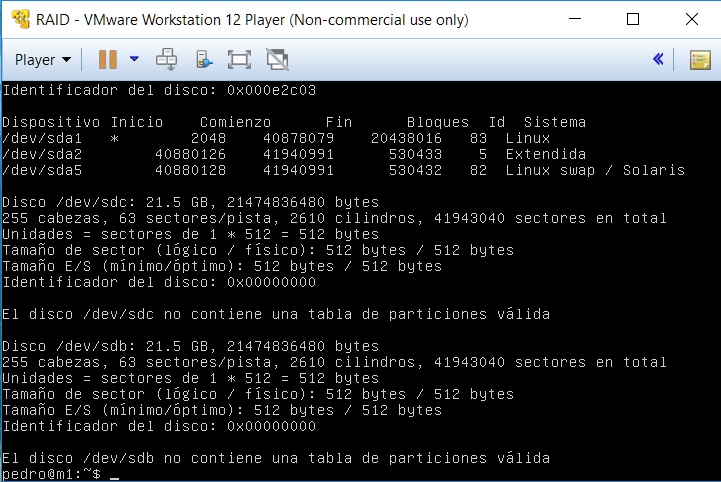 RAID - VMware Workstation 12 Player (Non-commercial use only)
Player
Identificador del disco: 0x000e2c03
Dispositivo Inicio    Comienzo      Fin      Bloques  Id  Sistema
/dev/sda1   *        2048    40878079    20438016   83  Linux
/dev/sda2        40880126    41940991      530433    5  Extendida
/dev/sda5        40880128    41940991      530432   82  Linux swap / Solaris
Disco /dev/sdc: 21.5 GB, 21474836480 bytes
255 cabezas, 63 sectores/pista, 2610 cilindros, 41943040 sectores en total
Unidades = sectores de 1 * 512 = 512 bytes
Tamaño de sector (lógico / físico): 512 bytes / 512 bytes
Tamaño E/S (mínimo/óptimo): 512 bytes / 512 bytes
Identificador del disco: 0x00000000
El disco /dev/sdc no contiene una tabla de particiones válida
Disco /dev/sdb: 21.5 GB, 21474836480 bytes
255 cabezas, 63 sectores/pista, 2610 cilindros, 41943040 sectores en total
Unidades = sectores de 1 * 512 = 512 bytes
Tamaño de sector (lógico / físico): 512 bytes / 512 bytes
Tamaño E/S (mínimo/óptimo): 512 bytes / 512 bytes
Identificador del disco: 0x00000000
El disco /dev/sdb no contiene una tabla de particiones válida
pedro@m1:~$ _